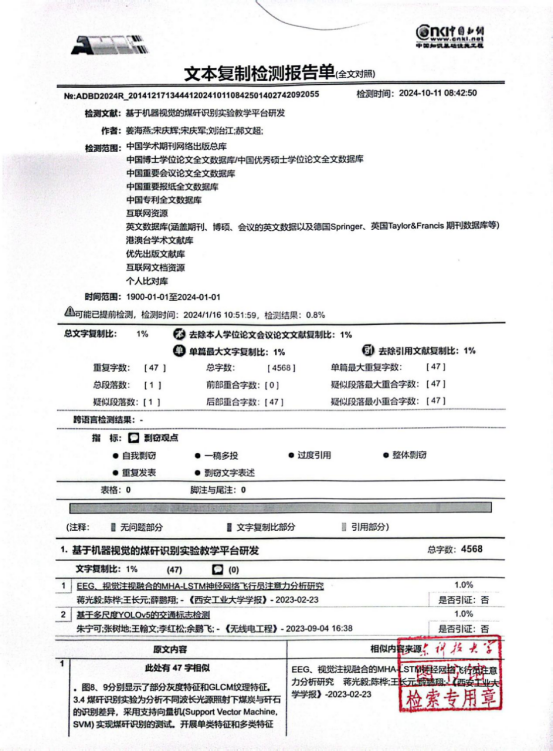 AMLC
cnki 中国知网
www.cnki.net
中国知识基础设施工程
文本复制检测报告单(全文对照)
№:ADBD2024R_2014121713444120241011084250140274209 2055 检测时间: 2024-10-11 08:42:50
检测文献: 基于机器视觉的煤矸识别实验教学平台研发
作者: 姜海燕;宋庆辉;宋庆军;刘治江;郝文超;
检测范围: 中国学术期刊网络出版总库
中国博士学位论文全文数据库/中国优秀硕士学位论文全文数据库
中国重要会议论文全文数据库
中国重要报纸全文数据库
中国专利全文数据库
互联网资源
英文数据库(涵盖期刊、博硕、会议的英文数据以及德国Springer、英国Taylor&Francis 期刊数据库等)
港澳台学术文献库
优先出版文献库
互联网文档资源
个人比对库
时间范围: 1900-01-01至2024-01-01
可能已提前检测, 检测时间: 2024/1/16 10:51:59, 检测结果: 0.8%
总文字复制比: 1% 去除本人学位论文会议论文文献复制比: 1%
单 单篇最大文字复制比: 1% 去除引用文献复制比: 1%
重复字数: [47] 总字数: [4568] 单篇最大重复字数: [47]
总段落数: [1] 前部重合字数: [0] 疑似段落最大重合字数: [47]
疑似段落数: [1] 后部重合字数: [47] 疑似段落最小重合字数: [47]
跨语言检测结果: -
指 标: 剽窃观点
● 自我剽窃 ● 一稿多投 ● 过度引用 ● 整体剽窃
● 重复发表 ● 剽窃文字表述
表格: 0 脚注与尾注: 0
(注释: 无问题部分 文字复制比部分 引用部分)
1. 基于机器视觉的煤矸识别实验教学平台研发 总字数: 4568
文字复制比: 1% (47) (0)
1 EEG、视觉注视融合的MHA-LSTM神经网络飞行员注意力分析研究 1.0%
蒋光毅;陈桦;王长元;薛鹏翔; - 《西安工业大学学报》- 2023-02-23 是否引证: 否
2 基于多尺度YOLOv5的交通标志检测 1.0%
朱宁可;张树地;王翰文;李红松;余鹏飞; - 《无线电工程》- 2023-09-04 16:38 是否引证: 否
原文内容 相似内容来源
1 此处有 47 字相似
。图8、9分别显示了部分灰度特征和GLCM纹理特征。
3.4 煤矸识别实验为分析不同波长光源照射下煤炭与矸石
的识别差异, 采用支持向量机(Support Vector Machine,
SVM) 实现煤矸识别的测试。开展单类特征和多类特征
EEG、视觉注视融合的MHA-LSTM神经网络飞行员注意
力分析研究 蒋光毅;陈桦;王长元;薛鹏翔; - 《西安工业大
学学报》-2023-02-23
科技大学
图书馆
检索专用章